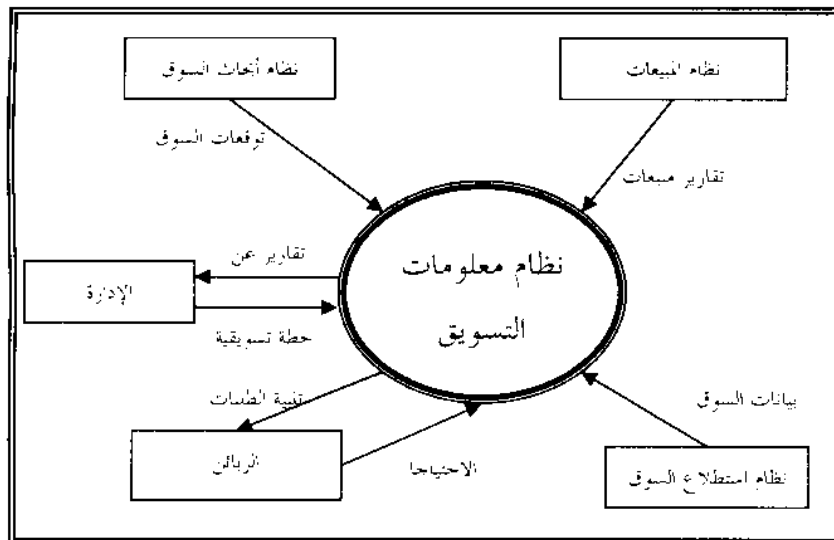 نظام المبيعات
نظام أبحاث السوق
توقعات السوق
تقارير مبيعات
نظام معلومات
التسويق
تقارير عن
الإدارة
خطة تسويقية
تلبية الطلبات
بيانات السوق
الزبائن
الاحتياجا
نظام استطلاع السوق